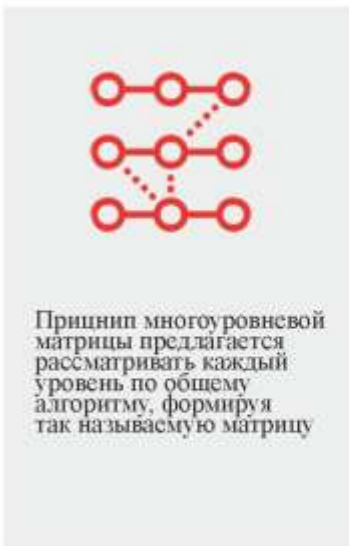 Прицнип многоуровневой
матрицы предлагается
рассматривать каждый
уровень по общему
алгоритму, формируя
так называемую матрицу